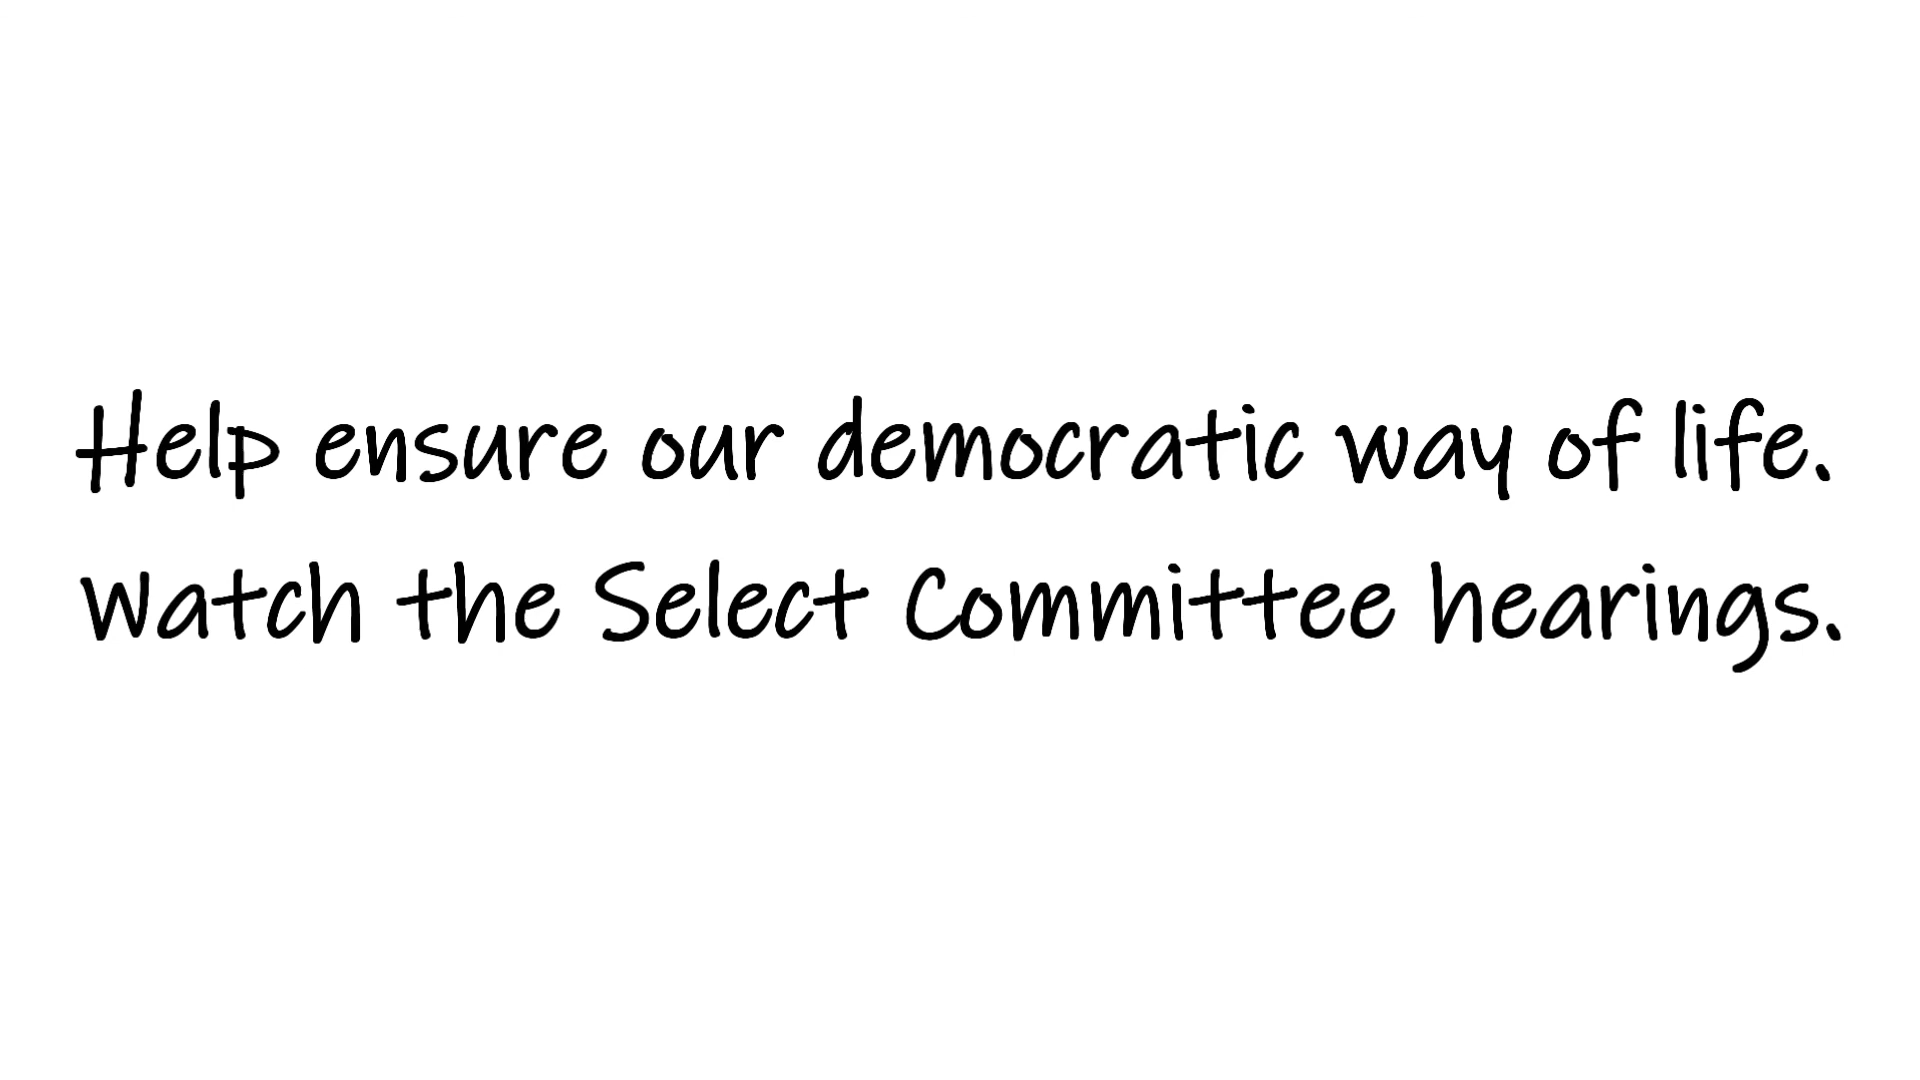 Help ensure our democratic way of life.
Watch the Select Committee hearings.